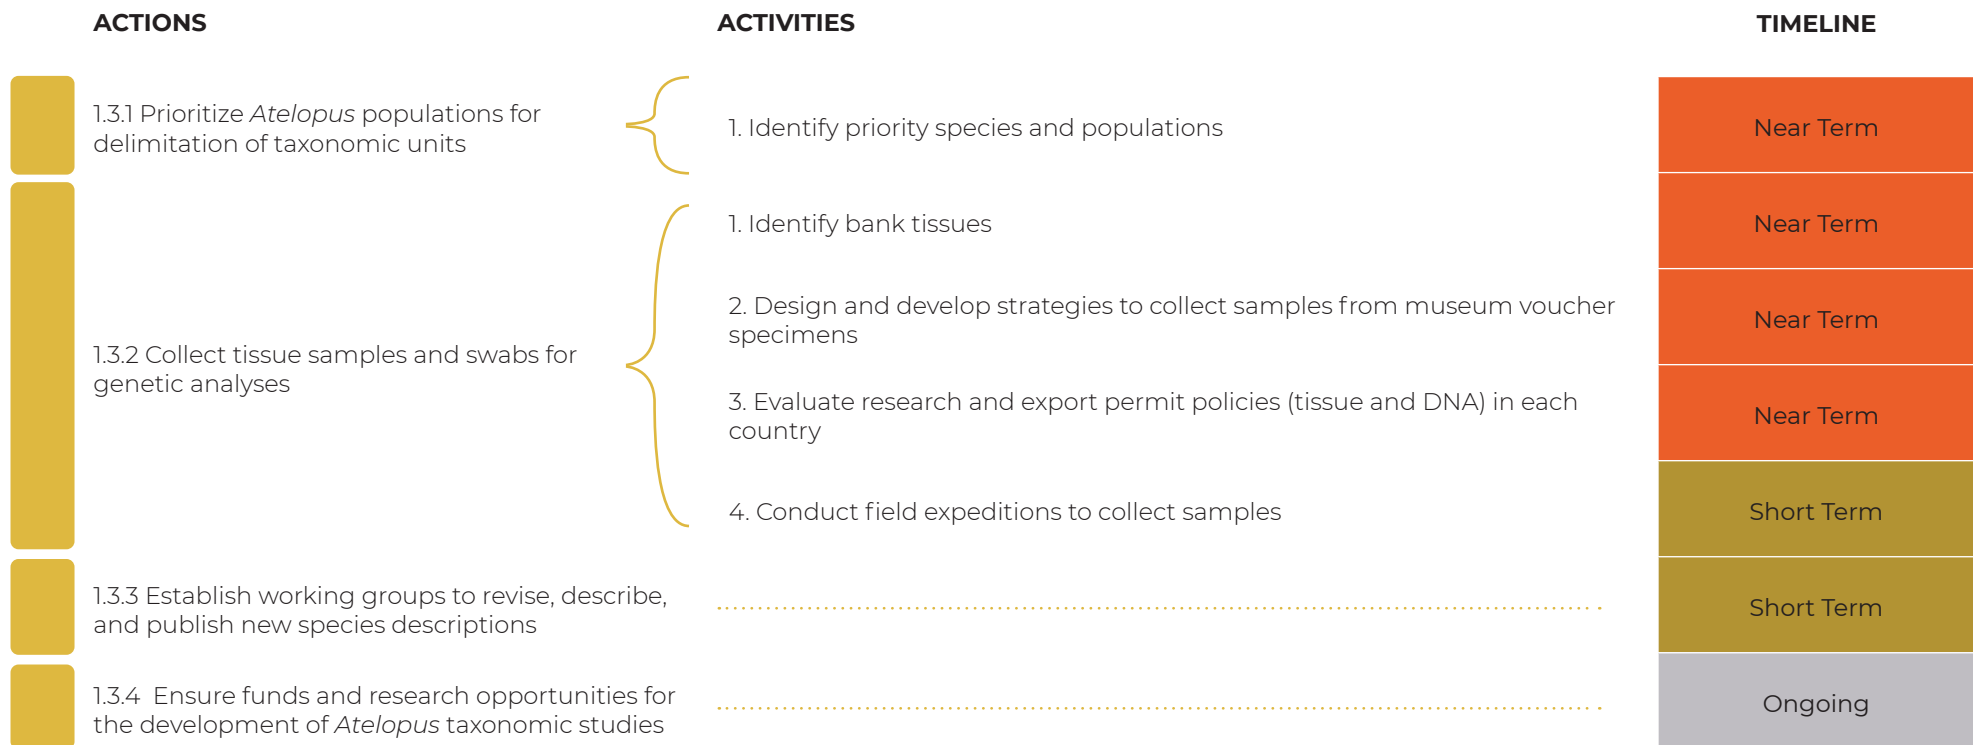 ACTIONS
ACTIVITIES
TIMELINE
1.3.1 Prioritize Atelopus populations for
delimitation of taxonomic units
1. Identify priority species and populations
Near Term
1.3.2 Collect tissue samples and swabs for
genetic analyses
1. Identify bank tissues
Near Term
2. Design and develop strategies to collect samples from museum voucher
specimens
Near Term
3. Evaluate research and export permit policies (tissue and DNA) in each
country
Near Term
4. Conduct field expeditions to collect samples
Short Term
1.3.3 Establish working groups to revise, describe,
and publish new species descriptions
Short Term
1.3.4 Ensure funds and research opportunities for
the development of Atelopus taxonomic studies
Ongoing